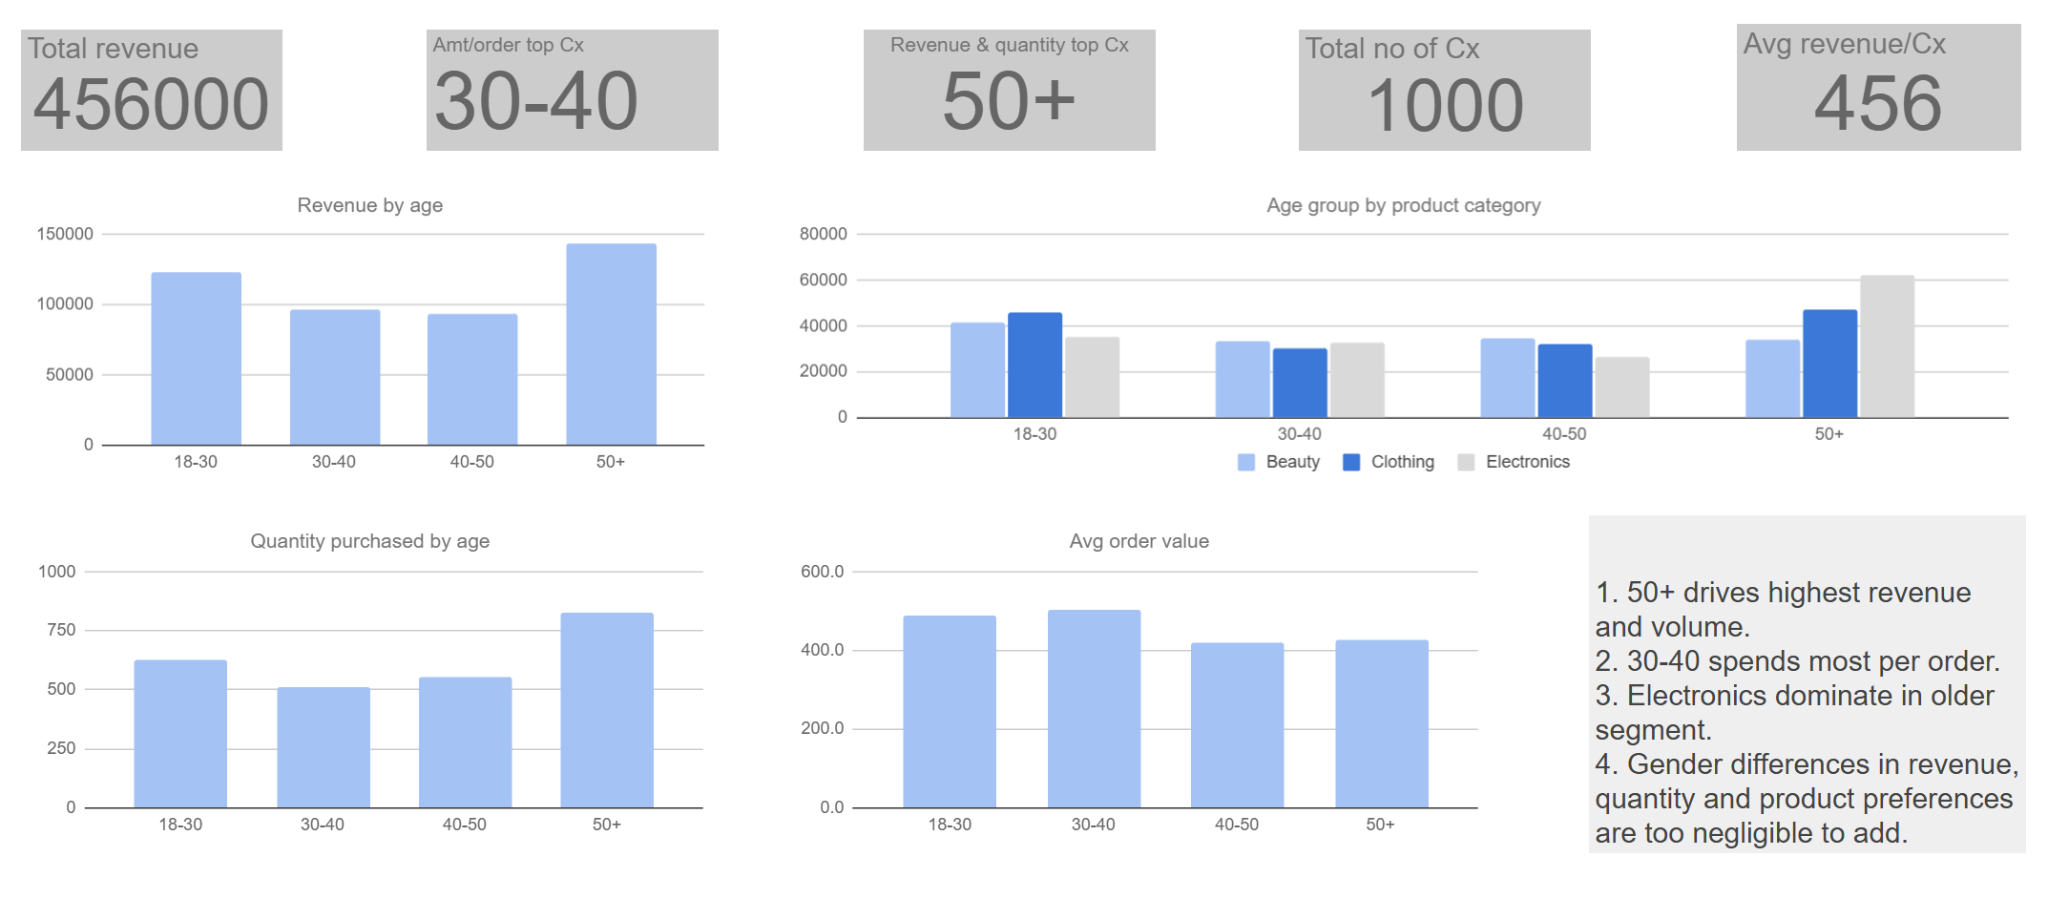 Total revenue
456000
Amt/order top Cx
30-40
Revenue & quantity top Cx
50+
Total no of Cx
1000
Avg revenue/Cx
456
Revenue by age
150000
100000
50000
0
18-30 30-40 40-50 50+
Age group by product category
80000
60000
40000
20000
0
18-30 30-40 40-50 50+
Beauty Clothing Electronics
Quantity purchased by age
1000
750
500
250
0
18-30 30-40 40-50 50+
Avg order value
600.0
400.0
200.0
0.0
18-30 30-40 40-50 50+
1. 50+ drives highest revenue
and volume.
2. 30-40 spends most per order.
3. Electronics dominate in older
segment.
4. Gender differences in revenue,
quantity and product preferences
are too negligible to add.